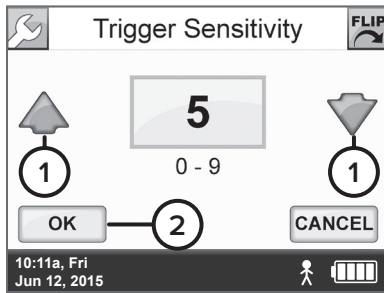 Trigger Sensitivity
FLIP
5
0 - 9
1
1
OK
2
CANCEL
10:11a, Fri
Jun 12, 2015